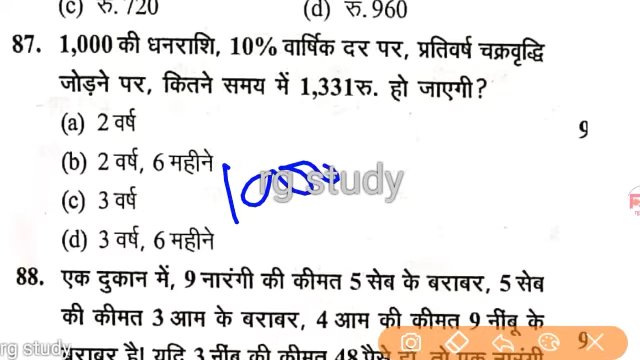 (c) रु. 720 (d) रु. 960
87. 1,000 की धनराशि, 10% वार्षिक दर पर, प्रतिवर्ष चक्रवृद्धि
जोड़ने पर, कितने समय में 1,331रु. हो जाएगी?
(a) 2 वर्ष
9
(b) 2 वर्ष, 6 महीने
rg study
(c) 3 वर्ष
(d) 3 वर्ष, 6 महीने
88. एक दुकान में, 9 नारंगी की कीमत 5 सेब के बराबर, 5 सेब
की कीमत 3 आम के बराबर, 4 आम की कीमत 9 नींबू के
rg study
बराबर है। यदि 3 नींबू की कीमत 48 पैसे हो, तो एक नारंगी
9